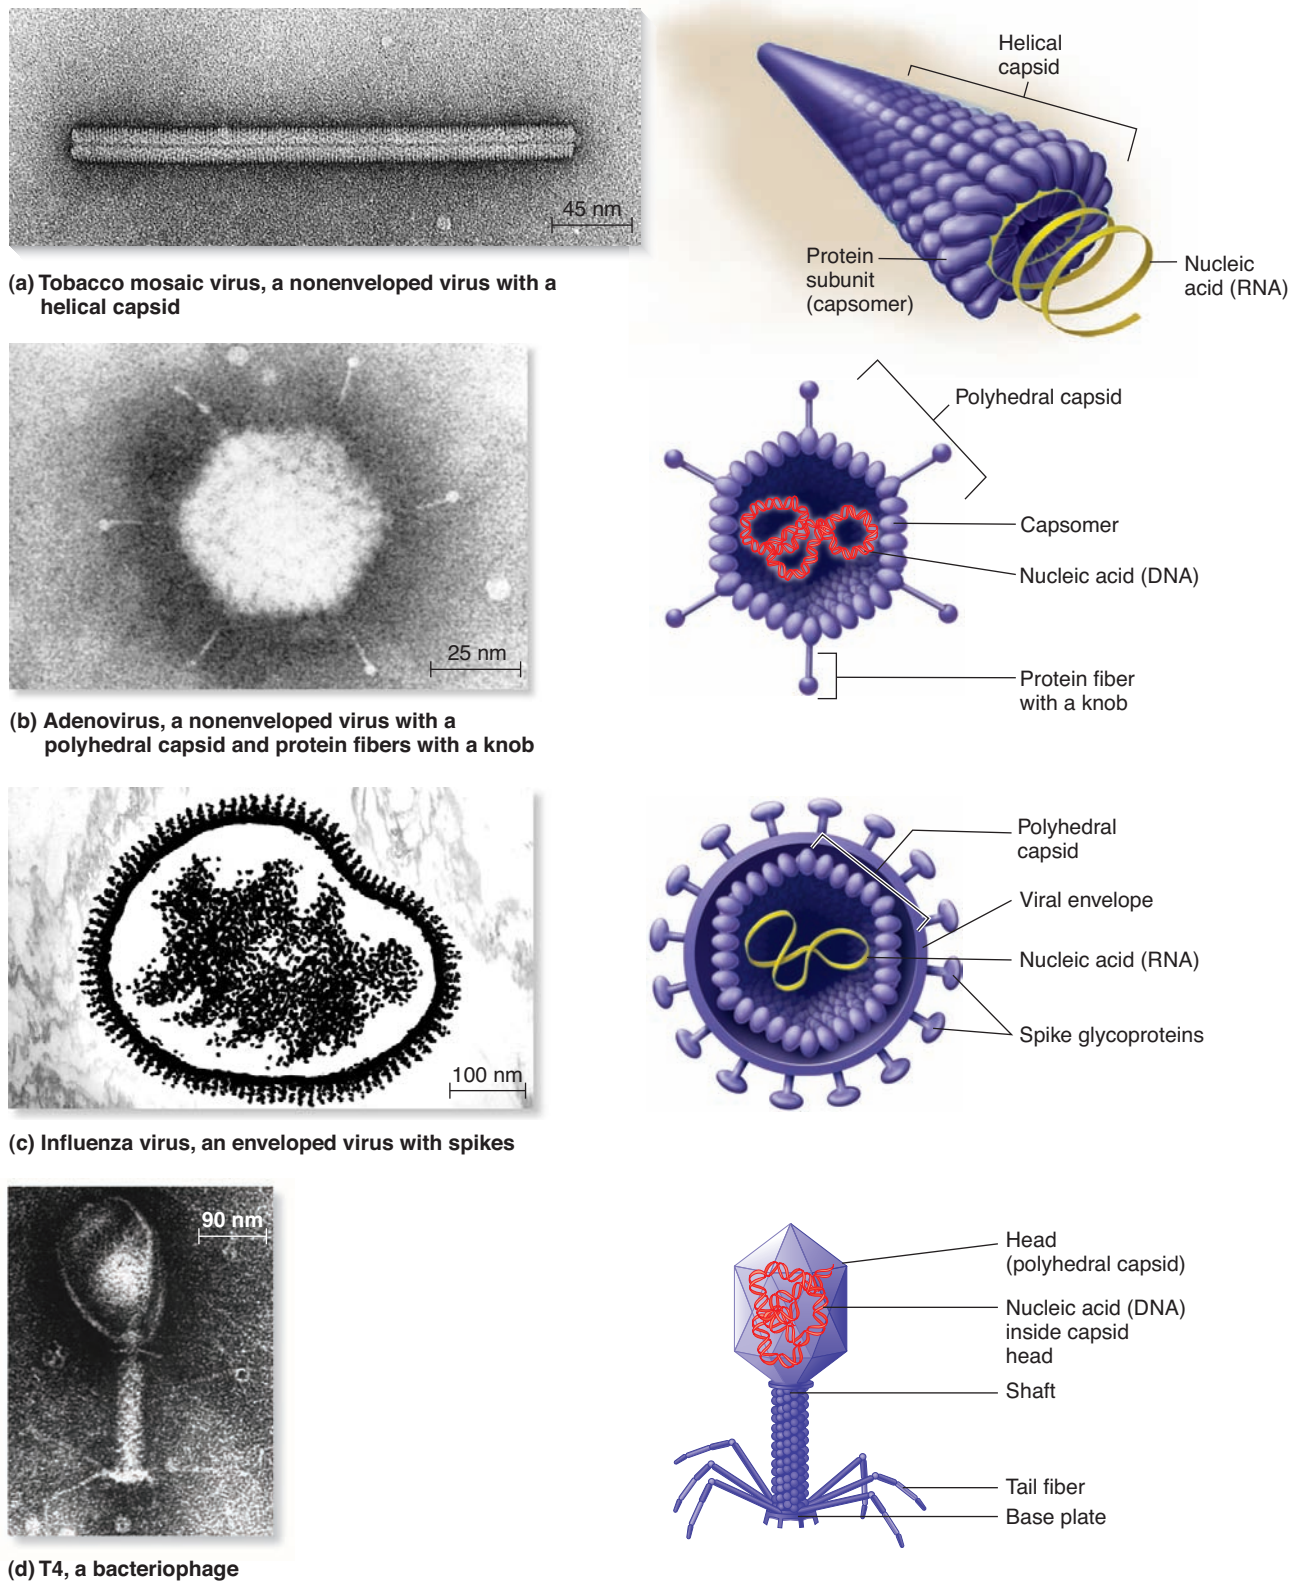 Helical
capsid
45 nm
Protein
subunit
(capsomer)
Nucleic
acid (RNA)
(a) Tobacco mosaic virus, a nonenveloped virus with a
helical capsid
Polyhedral capsid
Capsomer
Nucleic acid (DNA)
25 nm
Protein fiber
with a knob
(b) Adenovirus, a nonenveloped virus with a
polyhedral capsid and protein fibers with a knob
Polyhedral
capsid
Viral envelope
Nucleic acid (RNA)
Spike glycoproteins
100 nm
(c) Influenza virus, an enveloped virus with spikes
90 nm
Head
(polyhedral capsid)
Nucleic acid (DNA)
inside capsid
head
Shaft
Tail fiber
Base plate
(d) T4, a bacteriophage